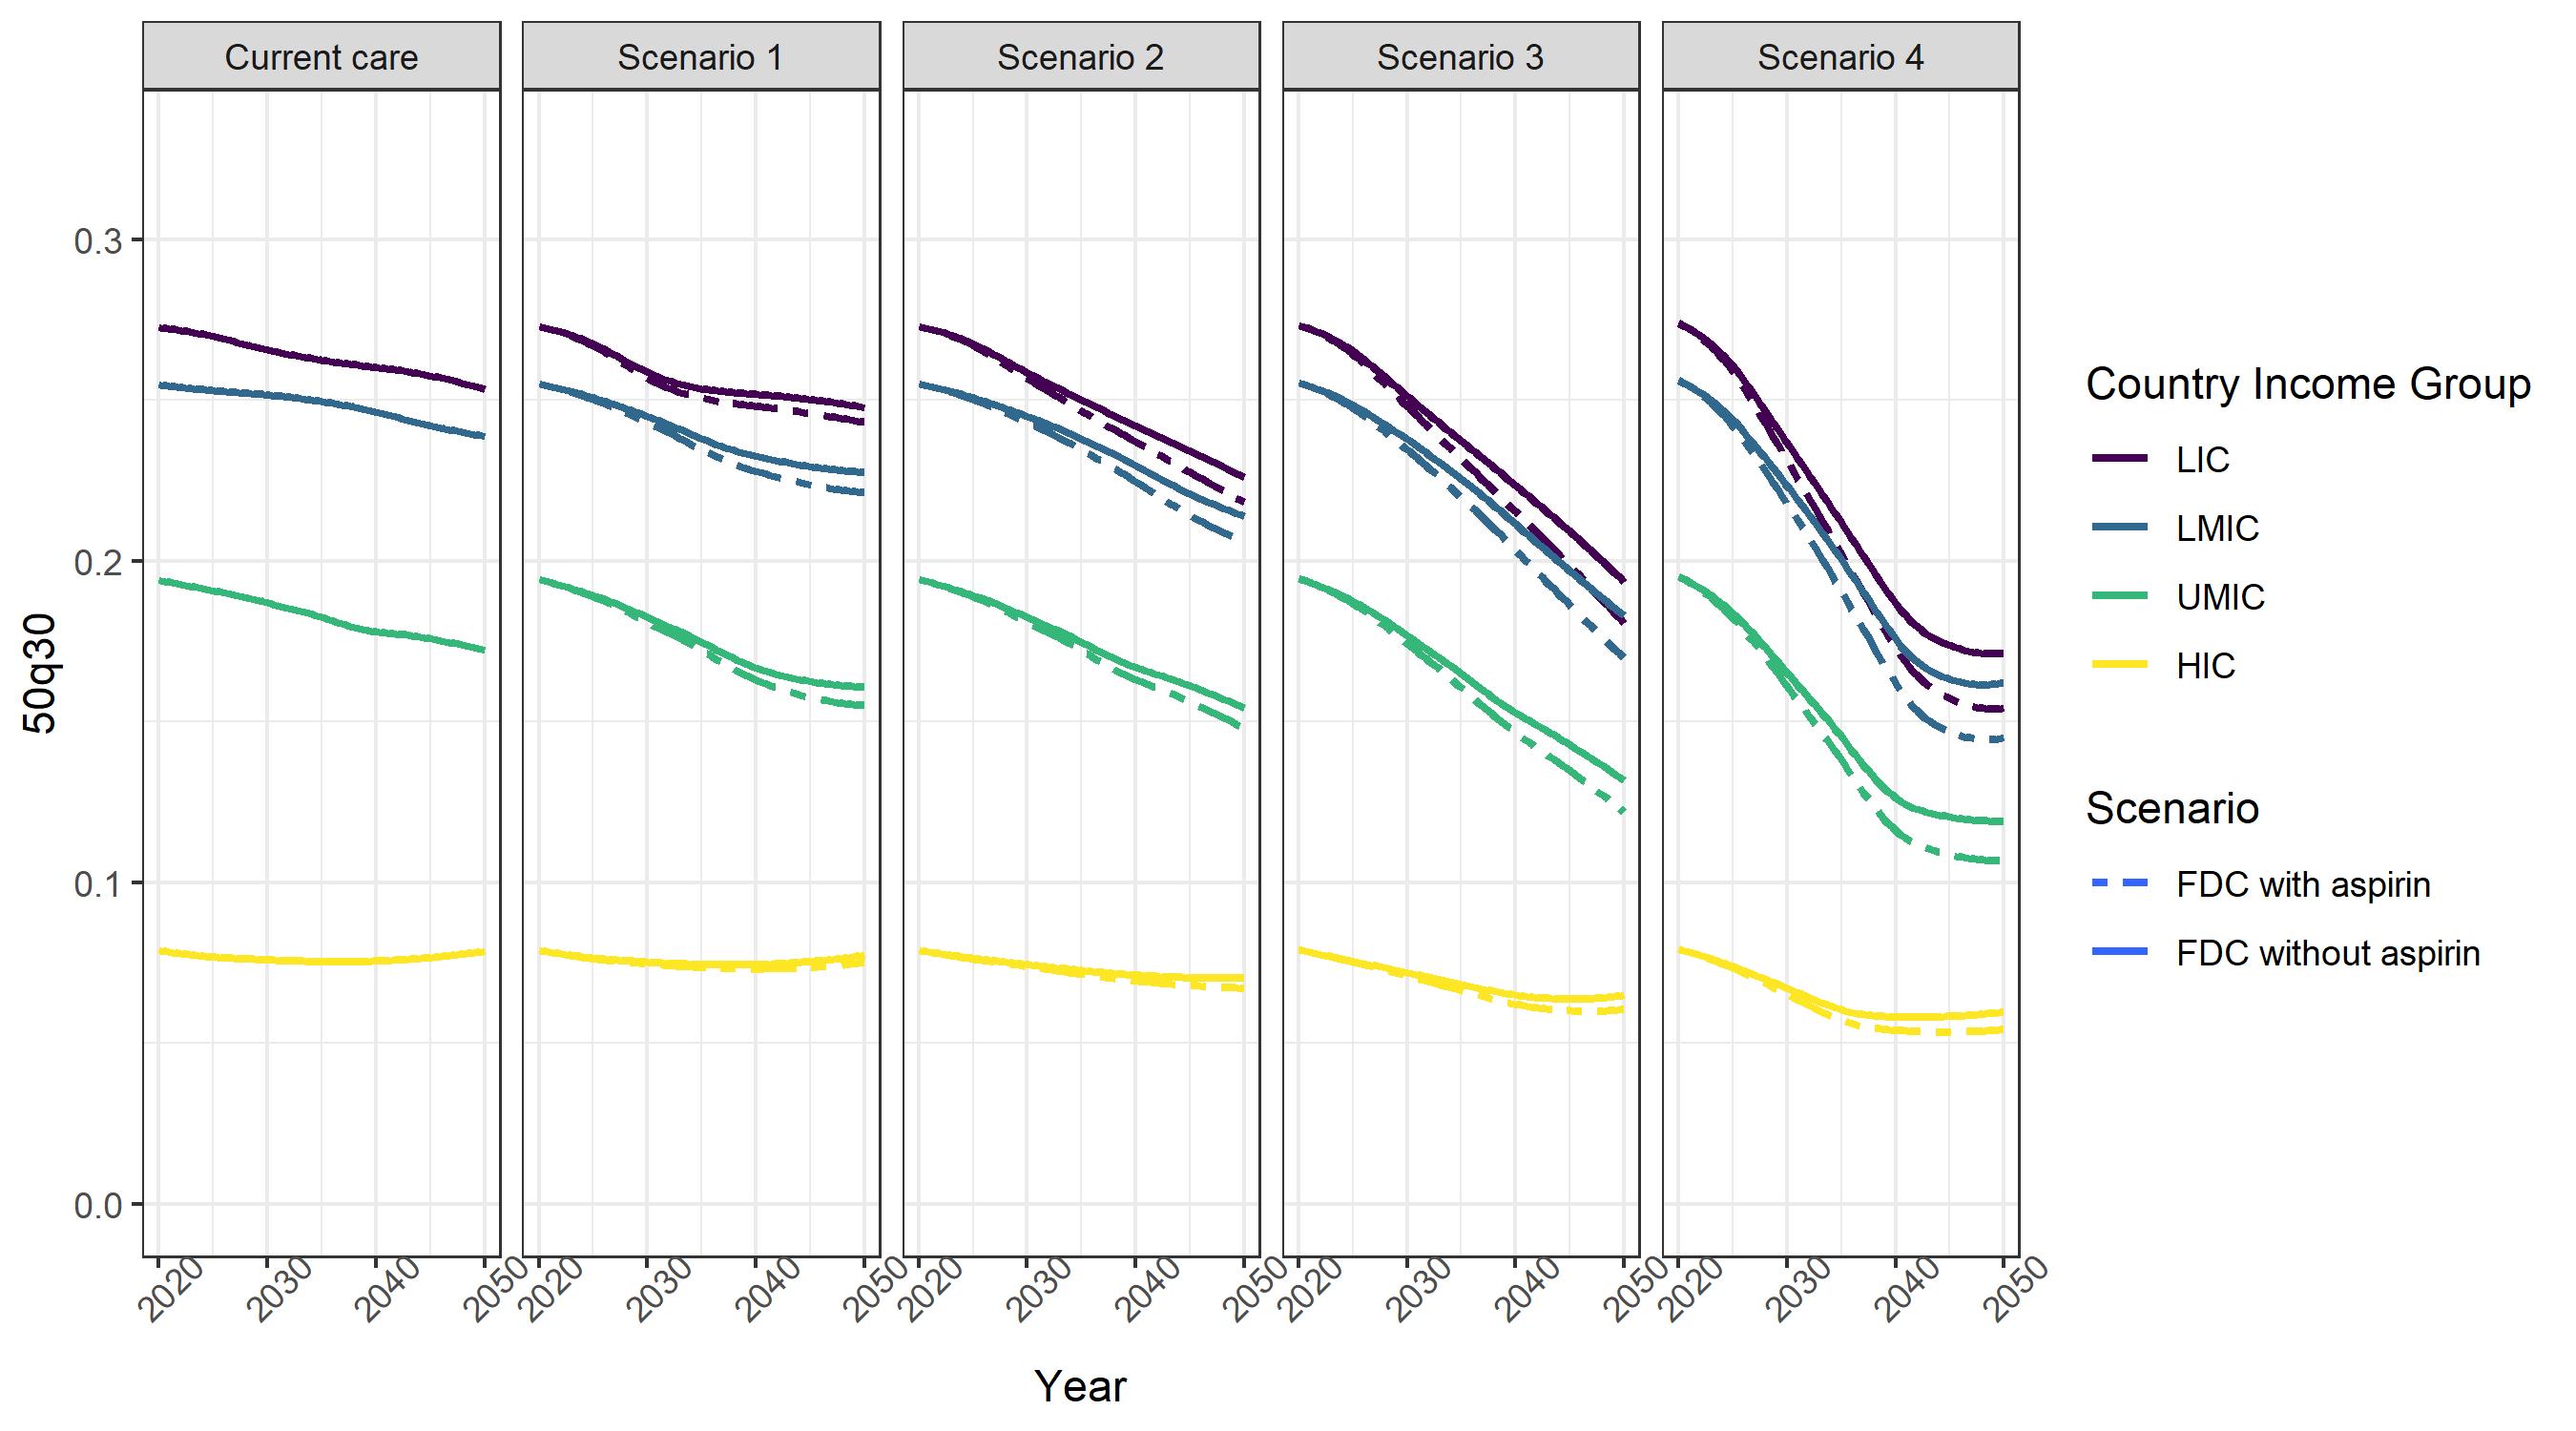 Current care
Scenario 1
Scenario 2
Scenario 3
Scenario 4
50q30
0.3
0.2
0.1
0.0
2020 2030 2040 2050
2020 2030 2040 2050
2020 2030 2040 2050
2020 2030 2040 2050
2020 2030 2040 2050
Year
Country Income Group
LIC
LMIC
UMIC
HIC
Scenario
FDC with aspirin
FDC without aspirin